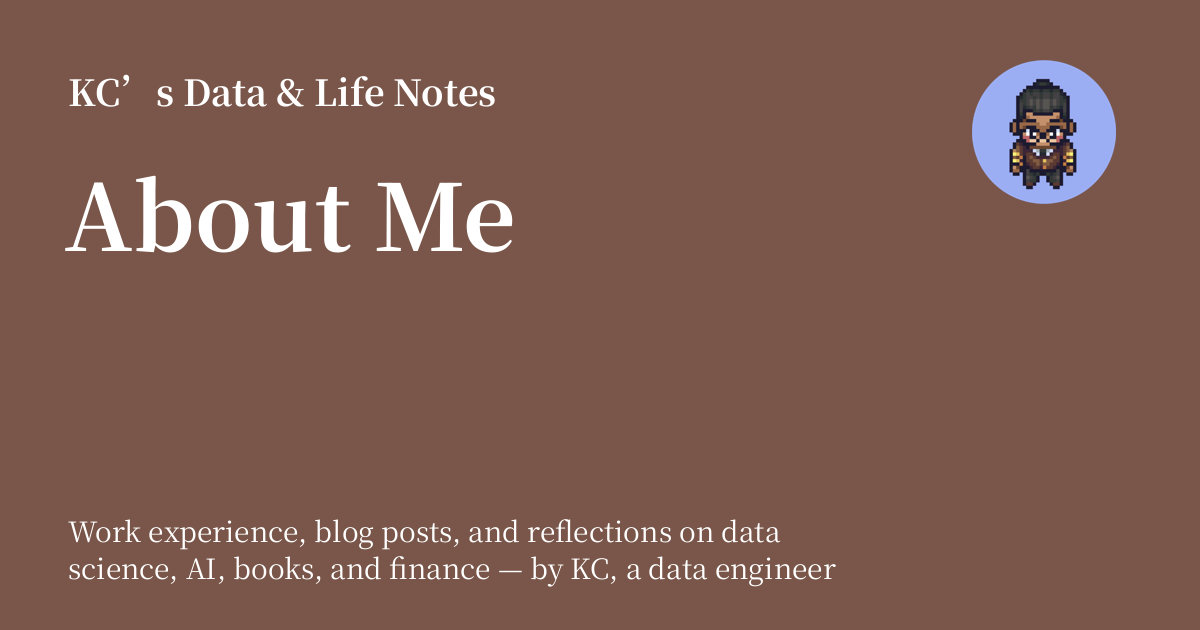 KC’s Data & Life Notes
About Me
Work experience, blog posts, and reflections on data
science, AI, books, and finance — by KC, a data engineer